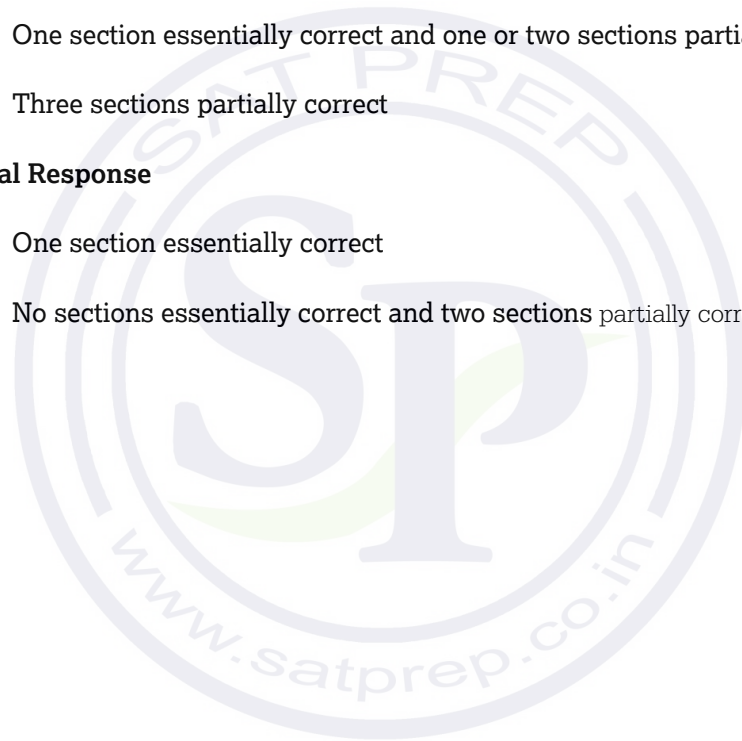 One section essentially correct and one or two sections parti
Three sections partially correct
al Response
One section essentially correct
No sections essentially correct and two sections partially corr
SAT PREP
SP
www.satprep.co.in